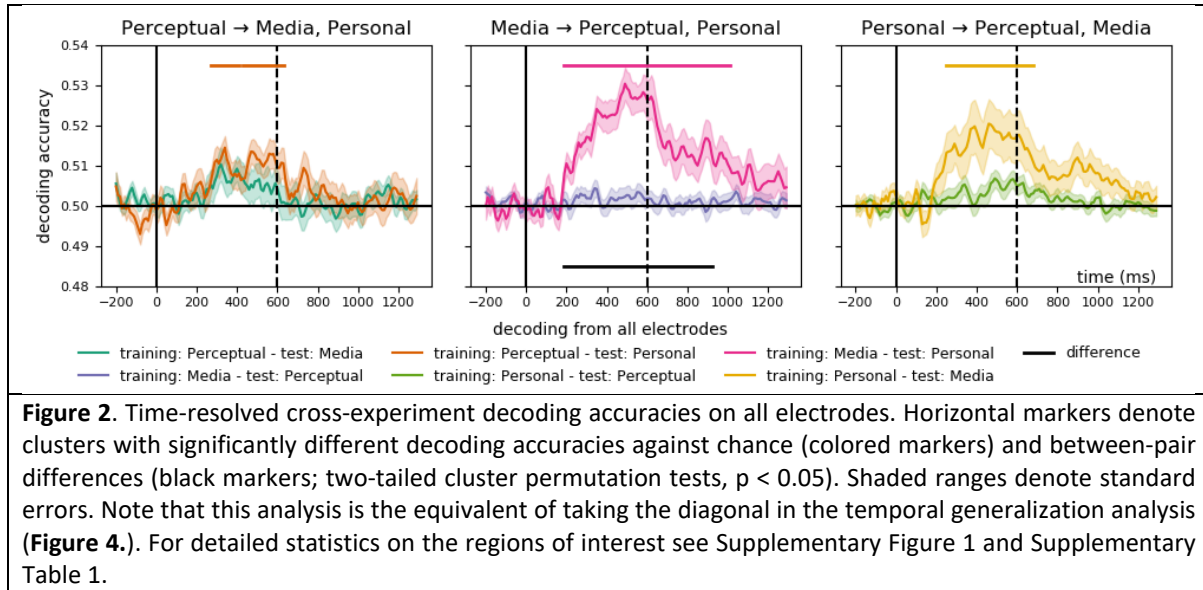 Perceptual → Media, Personal
Media → Perceptual, Personal
Personal → Perceptual, Media
decoding accuracy
0.54
0.53
0.52
0.51
0.50
0.49
0.48
−200 0 200 400 600 800 1000 1200
−200 0 200 400 600 800 1000 1200
−200 0 200 400 600 800 1000 1200
time (ms)
decoding from all electrodes
training: Perceptual - test: Media
training: Perceptual - test: Personal
training: Media - test: Personal
difference
training: Media - test: Perceptual
training: Personal - test: Perceptual
training: Personal - test: Media
Figure 2. Time-resolved cross-experiment decoding accuracies on all electrodes. Horizontal markers denote
clusters with significantly different decoding accuracies against chance (colored markers) and between-pair
differences (black markers; two-tailed cluster permutation tests, p < 0.05). Shaded ranges denote standard
errors. Note that this analysis is the equivalent of taking the diagonal in the temporal generalization analysis
(Figure 4.). For detailed statistics on the regions of interest see Supplementary Figure 1 and Supplementary
Table 1.